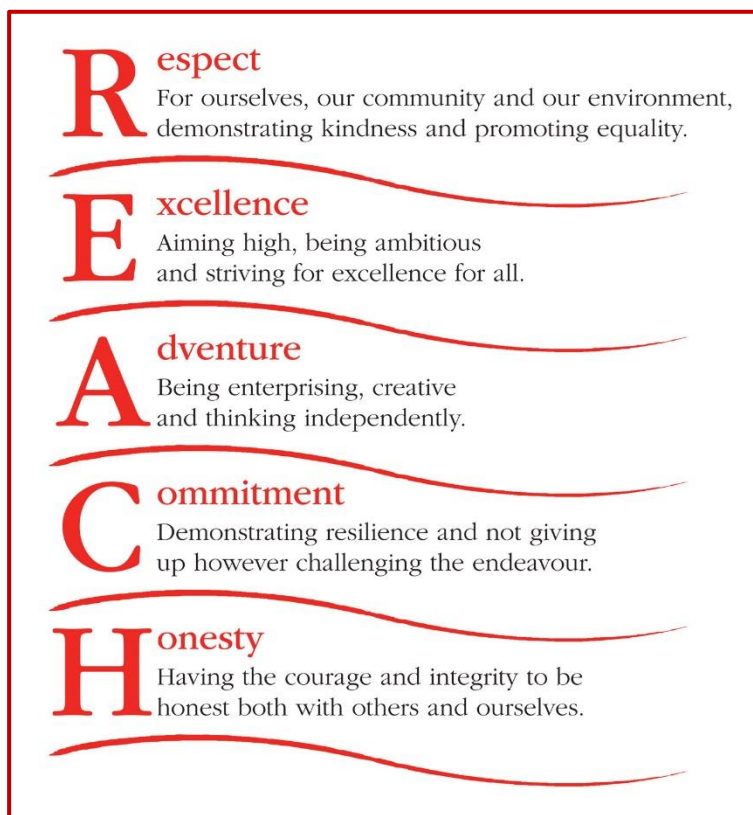 Respect
For ourselves, our community and our environment,
demonstrating kindness and promoting equality.
Excellence
Aiming high, being ambitious
and striving for excellence for all.
Adventure
Being enterprising, creative
and thinking independently.
Commitment
Demonstrating resilience and not giving
up however challenging the endeavour.
Honesty
Having the courage and integrity to be
honest both with others and ourselves.